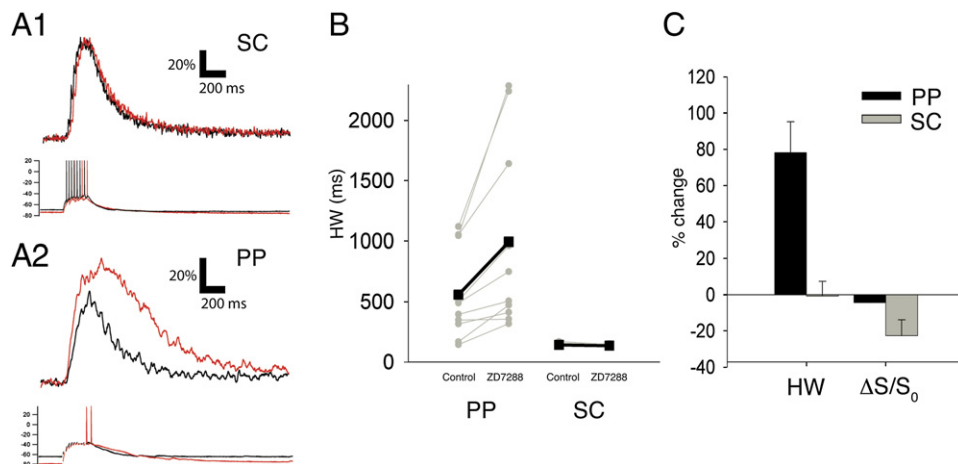 A1
SC
20%
200 ms
20
0
-20
-40
-60
-80
A2
PP
20%
200 ms
20
0
-20
-40
-60
-80
B
HW (ms)
2000
1500
1000
500
0
Control ZD7288 Control ZD7288
PP SC
C
% change
120
100
80
60
40
20
0
-20
-40
PP
SC
HW ΔS/S₀